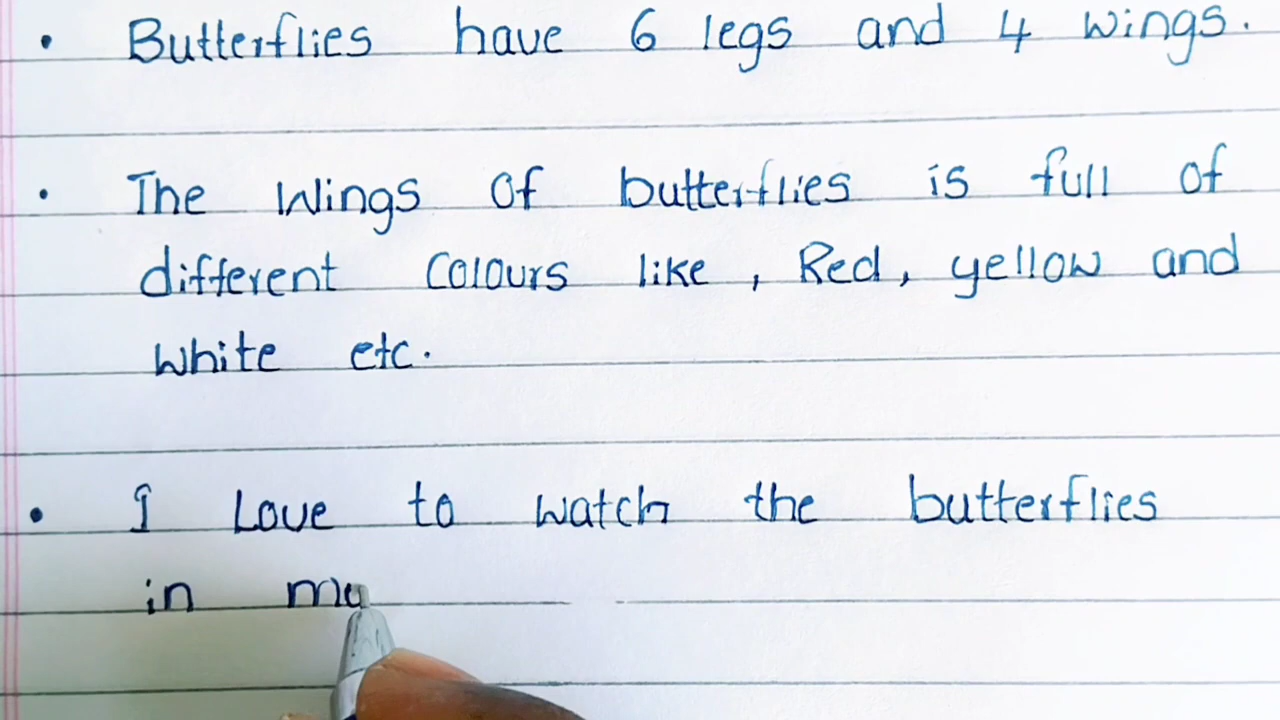 • Butterflies have 6 legs and 4 wings.
• The Wings Of butterflies is full of
different Colours like , Red, yellow and
White etc.
• I Love to watch the butterflies
in